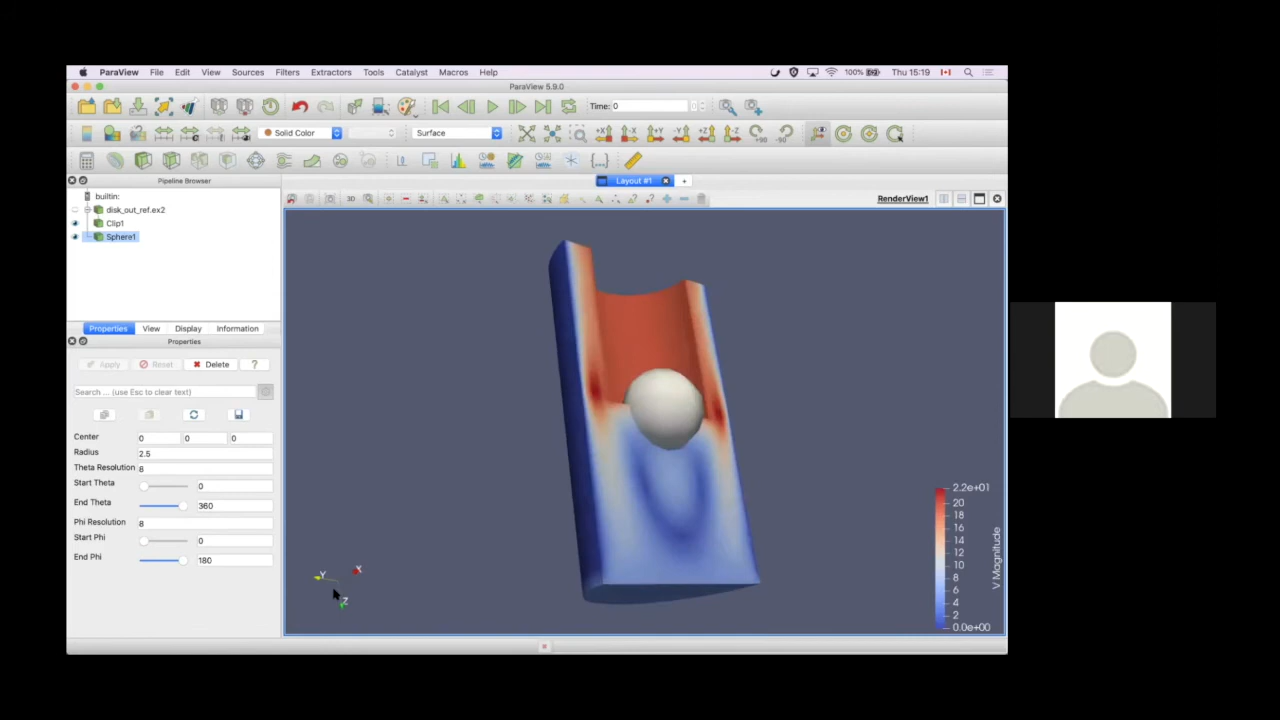 ParaView File Edit View Sources Filters Extractors Tools Catalyst Macros Help 100% Thu 15:19
ParaView 5.9.0
Time: 0
Solid Color Surface +X -X +Y -Y +Z -Z +90 -90
Pipeline Browser
Layout #1 +
builtin:
3D RenderView1
disk_out_ref.ex2
Clip1
Sphere1
Properties View Display Information
Properties
Apply Reset Delete ?
Search ... (use Esc to clear text)
Center 0 0 0
Radius 2.5
Theta Resolution 8
Start Theta 0
End Theta 360
Phi Resolution 8
Start Phi 0
End Phi 180
Y X
Z
2.2e+01
20
18
16
14
12
10
8
6
4
2
0.0e+00
V Magnitude